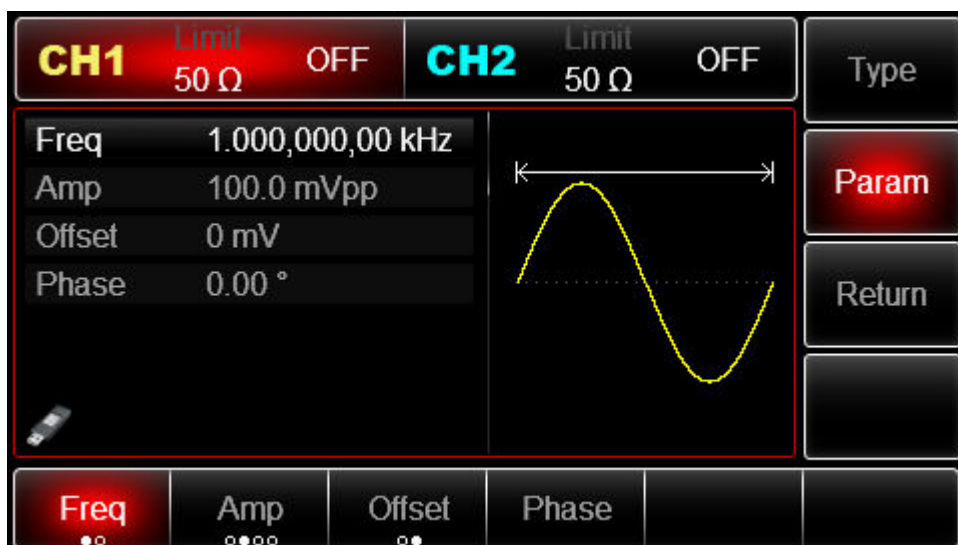 CH1 Limit 50 Ω OFF CH2 Limit 50 Ω OFF
Type
Freq 1.000,000,00 kHz
Amp 100.0 mVpp
Offset 0 mV
Phase 0.00 °
Param
Return
Freq Amp Offset Phase